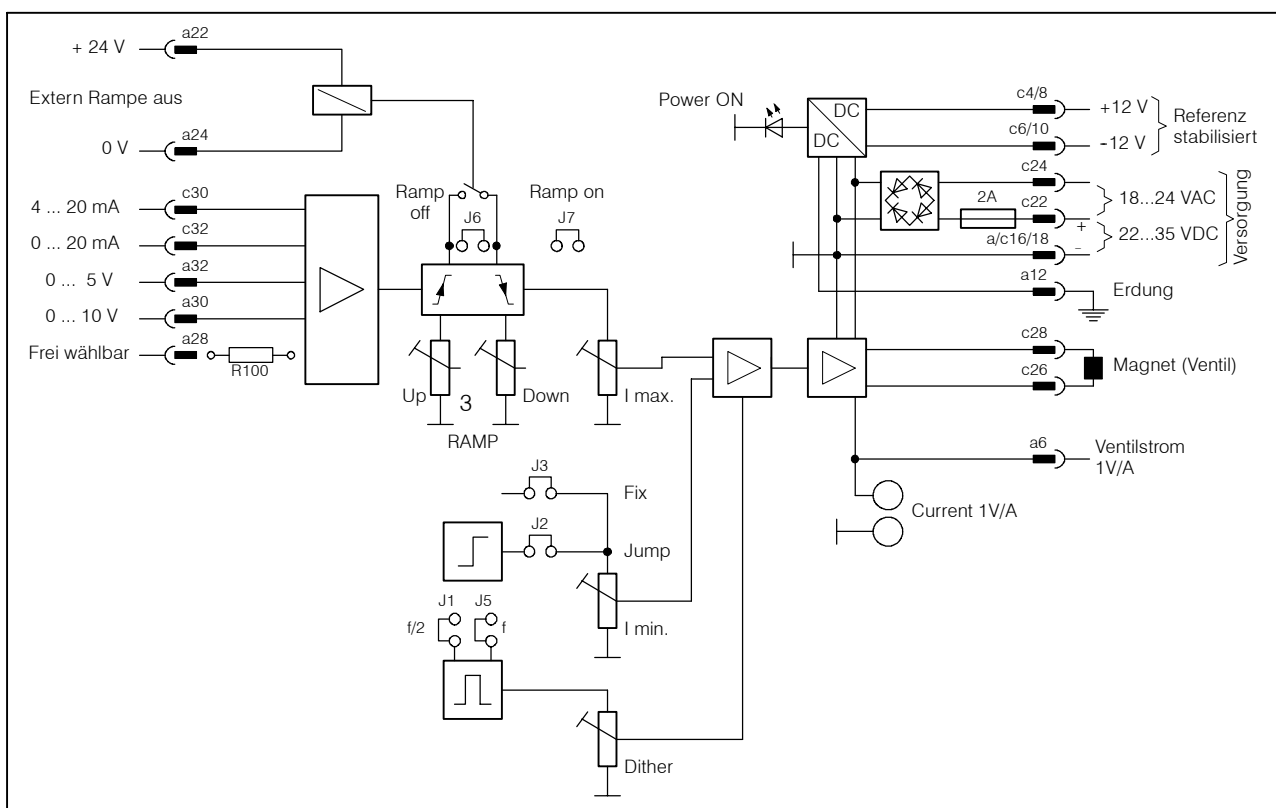 + 24 V
a22
Extern Rampe aus
0 V
a24
4 ... 20 mA
c30
0 ... 20 mA
c32
0 ... 5 V
a32
0 ... 10 V
a30
Frei wählbar
a28
R100
Ramp
off
J6
Ramp on
J7
Up
3
Down
RAMP
I max.
J3
Fix
J2
Jump
I min.
J1
J5
f/2
f
Dither
Power ON
DC
DC
c4/8
+12 V
c6/10
-12 V
Referenz
stabilisiert
c24
2A
c22
18...24 VAC
+
a/c16/18
–
22...35 VDC
Versorgung
a12
Erdung
c28
c26
Magnet (Ventil)
a6
Ventilstrom
1V/A
Current 1V/A